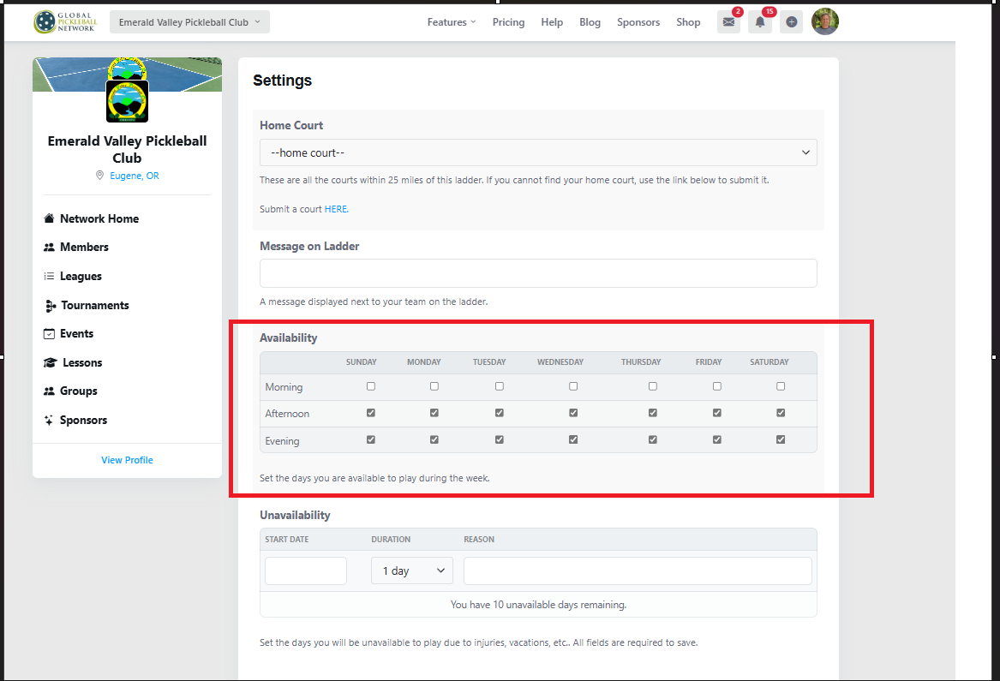 GLOBAL
PICKLEBALL
NETWORK
Emerald Valley Pickleball Club
Features
Pricing
Help
Blog
Sponsors
Shop
2
15
Emerald Valley Pickleball
Club
Eugene, OR
Network Home
Members
Leagues
Tournaments
Events
Lessons
Groups
Sponsors
View Profile
Settings
Home Court
--home court--
These are all the courts within 25 miles of this ladder. If you cannot find your home court, use the link below to submit it.
Submit a court HERE.
Message on Ladder
A message displayed next to your team on the ladder.
Availability
SUNDAY MONDAY TUESDAY WEDNESDAY THURSDAY FRIDAY SATURDAY
Morning
Afternoon
Evening
Set the days you are available to play during the week.
Unavailability
START DATE DURATION REASON
1 day
You have 10 unavailable days remaining.
Set the days you will be unavailable to play due to injuries, vacations, etc.. All fields are required to save.